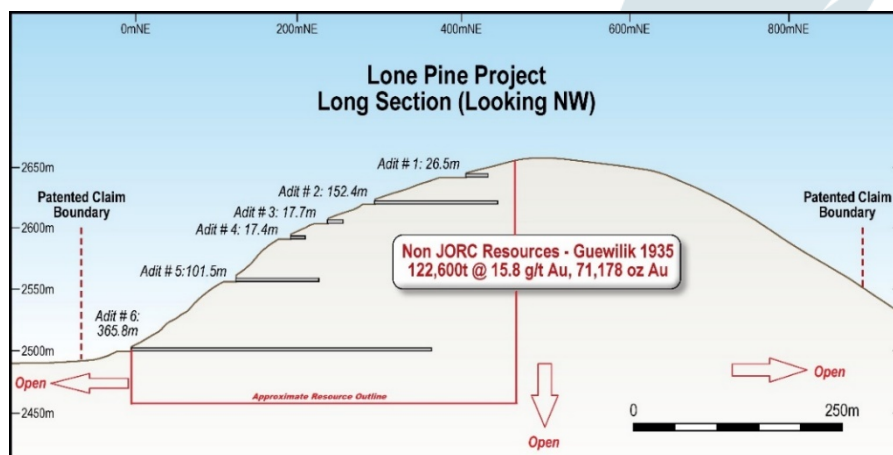 0mNE
200mNE
400mNE
600mNE
800mNE
Lone Pine Project
Long Section (Looking NW)
2650m
2600m
2550m
2500m
2450m
Adit # 1: 26.5m
Adit # 2: 152.4m
Adit # 3: 17.7m
Adit # 4: 17.4m
Adit # 5:101.5m
Adit # 6:
365.8m
Patented Claim
Boundary
Patented Claim
Boundary
Non JORC Resources - Guewilik 1935
122,600t @ 15.8 g/t Au, 71,178 oz Au
Open
Open
Open
Approximate Resource Outline
0
250m